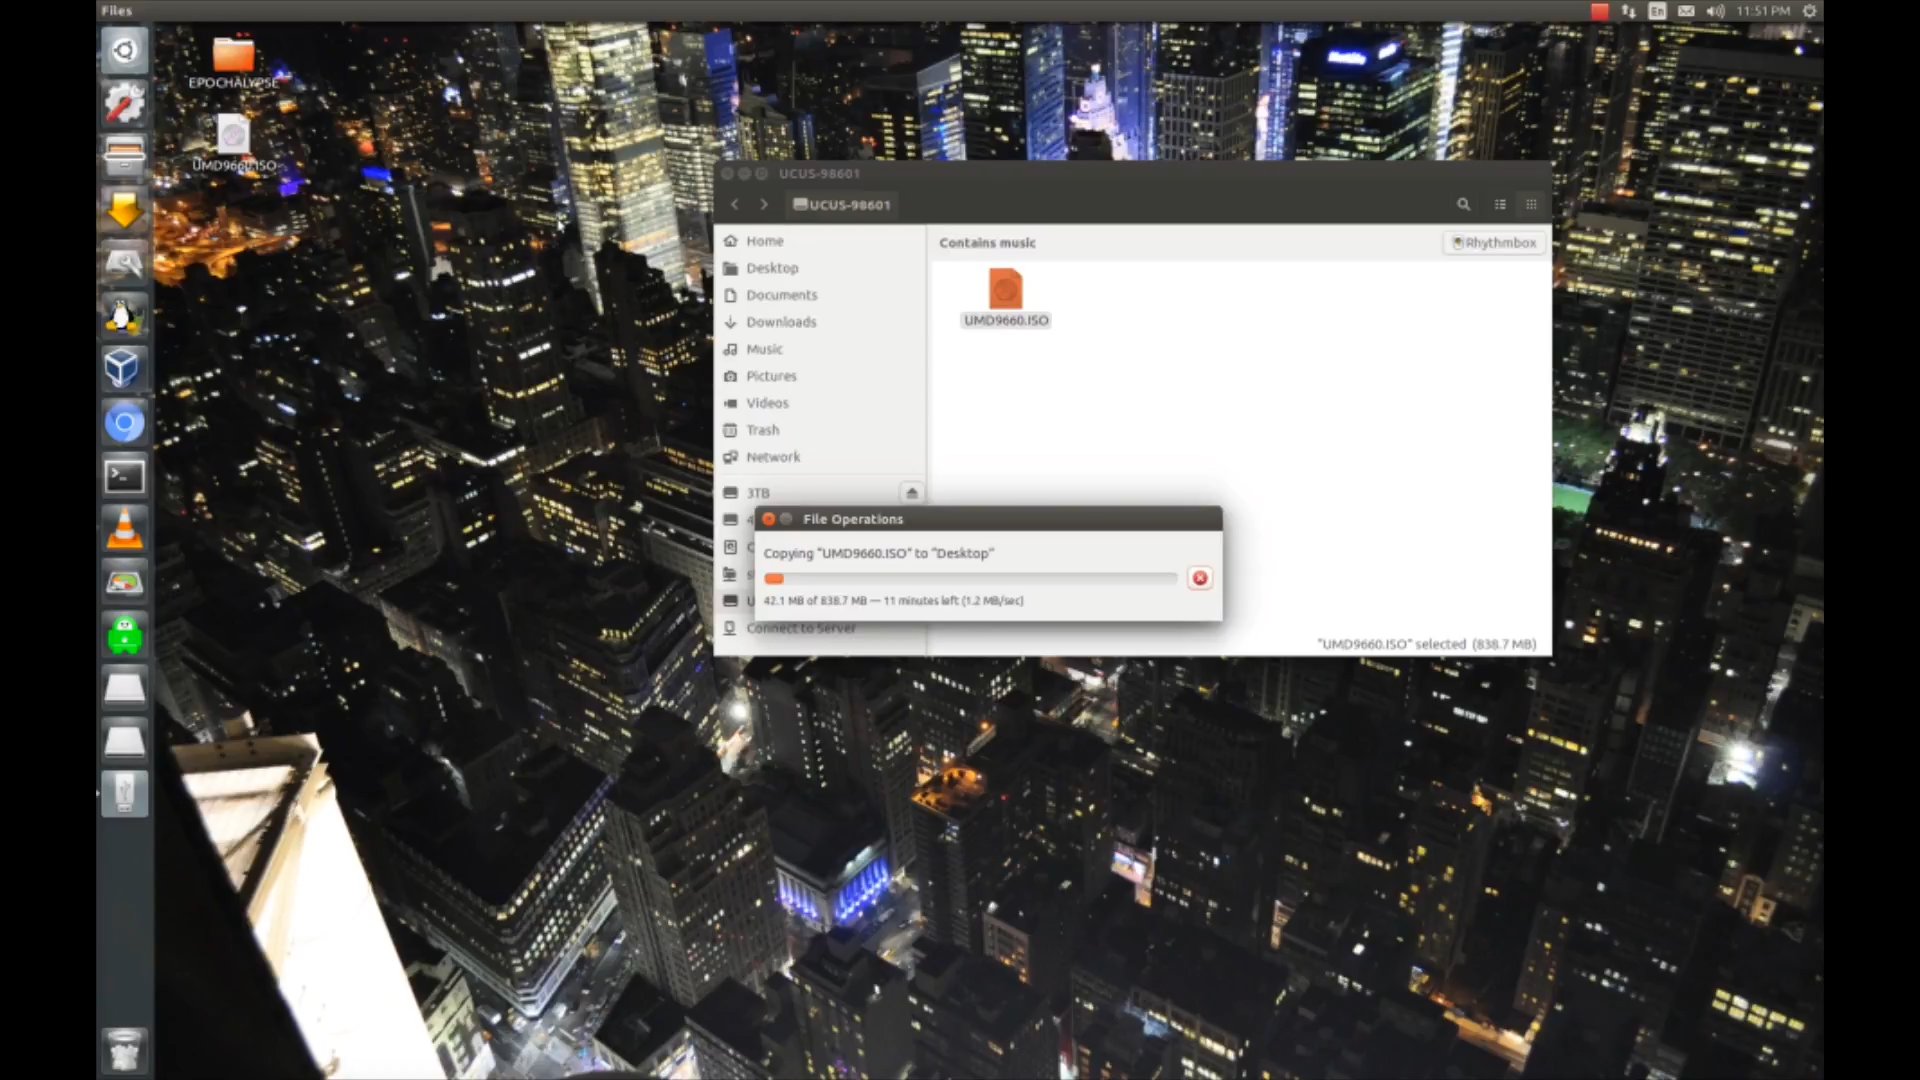 Files
En
11:51 PM
EPOCHALYPSE
UMD9660.ISO
UCUS-98601
UCUS-98601
Home
Desktop
Documents
Downloads
Music
Pictures
Videos
Trash
Network
3TB
4
C
s
U
Connect to Server
Contains music
Rhythmbox
UMD9660.ISO
File Operations
Copying "UMD9660.ISO" to "Desktop"
42.1 MB of 838.7 MB — 11 minutes left (1.2 MB/sec)
"UMD9660.ISO" selected (838.7 MB)